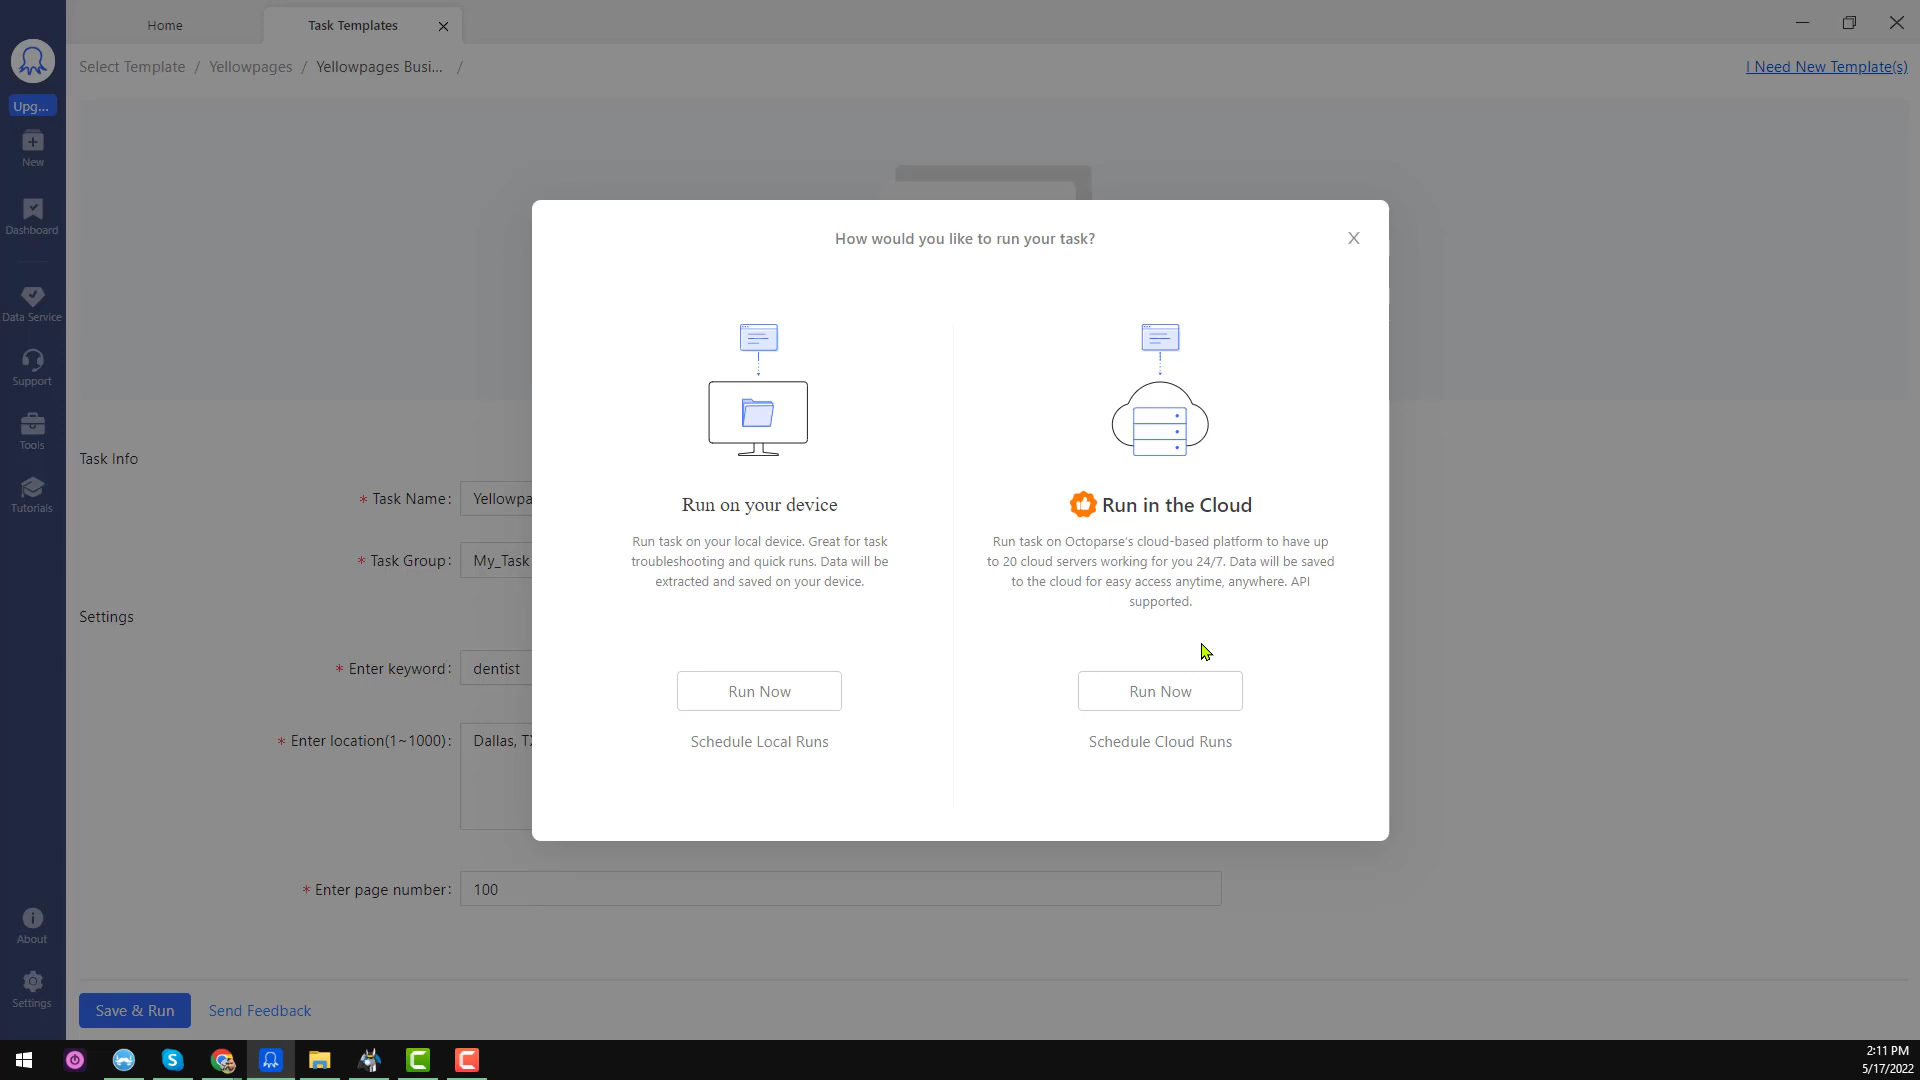 Home
Task Templates
Select Template / Yellowpages / Yellowpages Busi... /
I Need New Template(s)
Upg...
New
Dashboard
Data Service
Support
Tools
Tutorials
About
Settings
How would you like to run your task?
X
Run on your device
Run task on your local device. Great for task
troubleshooting and quick runs. Data will be
extracted and saved on your device.
Run Now
Schedule Local Runs
Run in the Cloud
Run task on Octoparse's cloud-based platform to have up
to 20 cloud servers working for you 24/7. Data will be saved
to the cloud for easy access anytime, anywhere. API
supported.
Run Now
Schedule Cloud Runs
Task Info
* Task Name: Yellowpa
* Task Group: My_Task
Settings
* Enter keyword: dentist
* Enter location(1~1000): Dallas,
* Enter page number: 100
Save & Run
Send Feedback
2:11 PM
5/17/2022